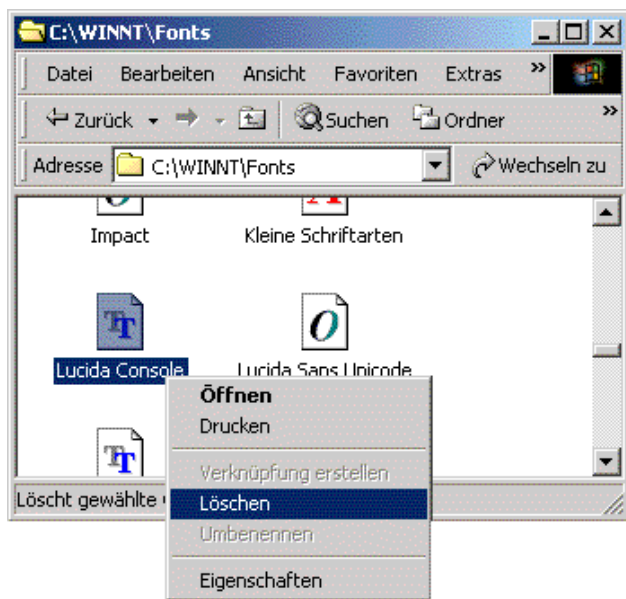 C:\WINNT\Fonts
Datei Bearbeiten Ansicht Favoriten Extras »
Zurück Suchen Ordner »
Adresse C:\WINNT\Fonts Wechseln zu
Impact Kleine Schriftarten
Lucida Console Lucida Sans Unicode
Öffnen
Drucken
Verknüpfung erstellen
Löschen
Umbenennen
Eigenschaften
Löscht gewählte